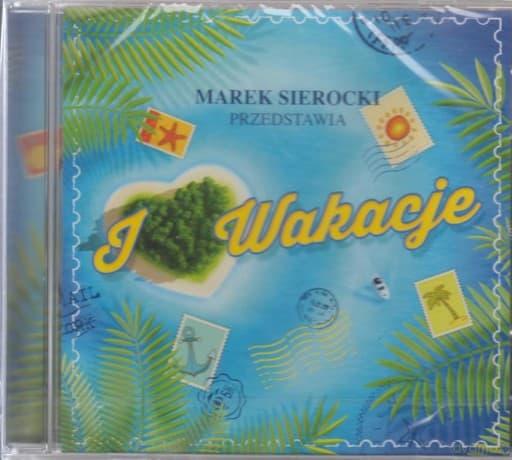 MAREK SIEROCKI
PRZEDSTAWIA
I Wakacje